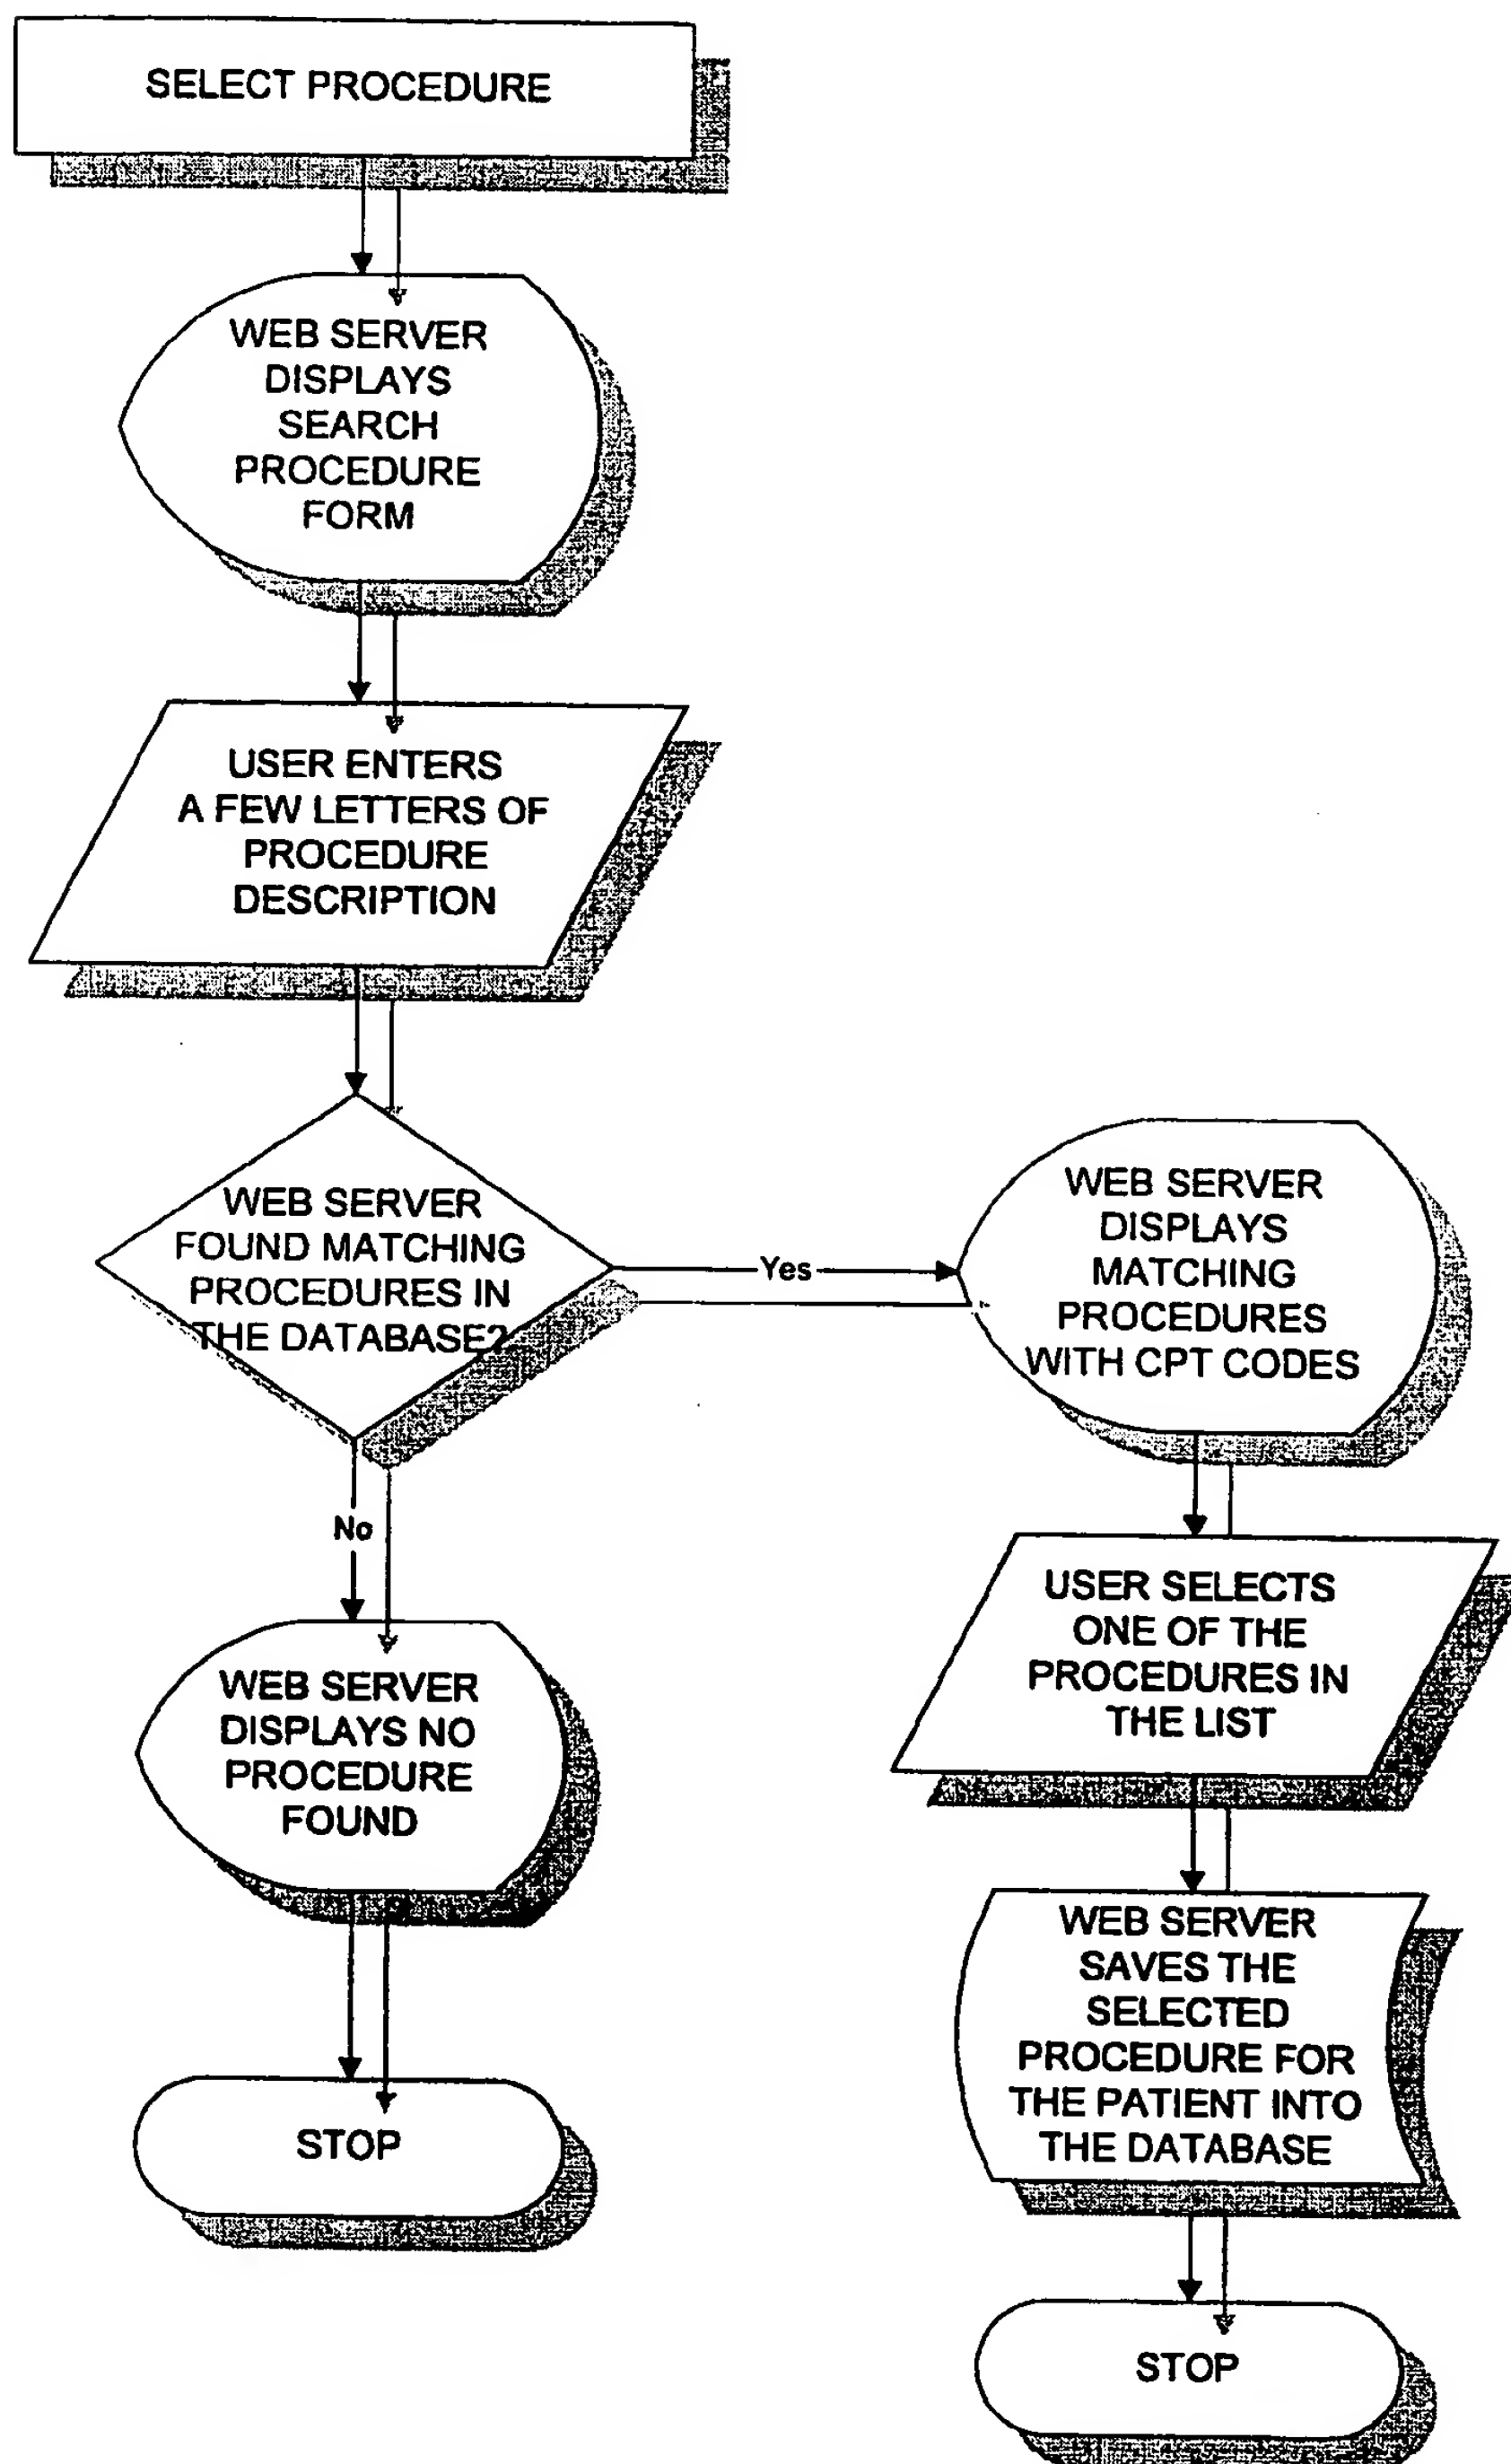 SELECT PROCEDURE
WEB SERVER
DISPLAYS
SEARCH
PROCEDURE
FORM
USER ENTERS
A FEW LETTERS OF
PROCEDURE
DESCRIPTION
WEB SERVER
FOUND MATCHING
PROCEDURES IN
THE DATABASE?
Yes
WEB SERVER
DISPLAYS
MATCHING
PROCEDURES
WITH CPT CODES
No
USER SELECTS
ONE OF THE
PROCEDURES IN
THE LIST
WEB SERVER
DISPLAYS NO
PROCEDURE
FOUND
WEB SERVER
SAVES THE
SELECTED
PROCEDURE FOR
THE PATIENT INTO
THE DATABASE
STOP
STOP